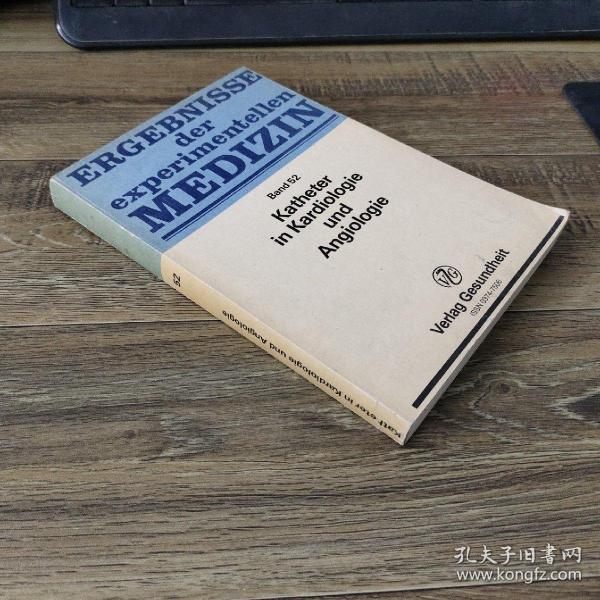 ERGEBNISSE
der
experimentellen
MEDIZIN
Band 52
Katheter
in Kardiologie
und
Angiologie
VG
Verlag Gesundheit
52
Katheter in Kardiologie und Angiologie
孔夫子旧书网
www.kongfz.com